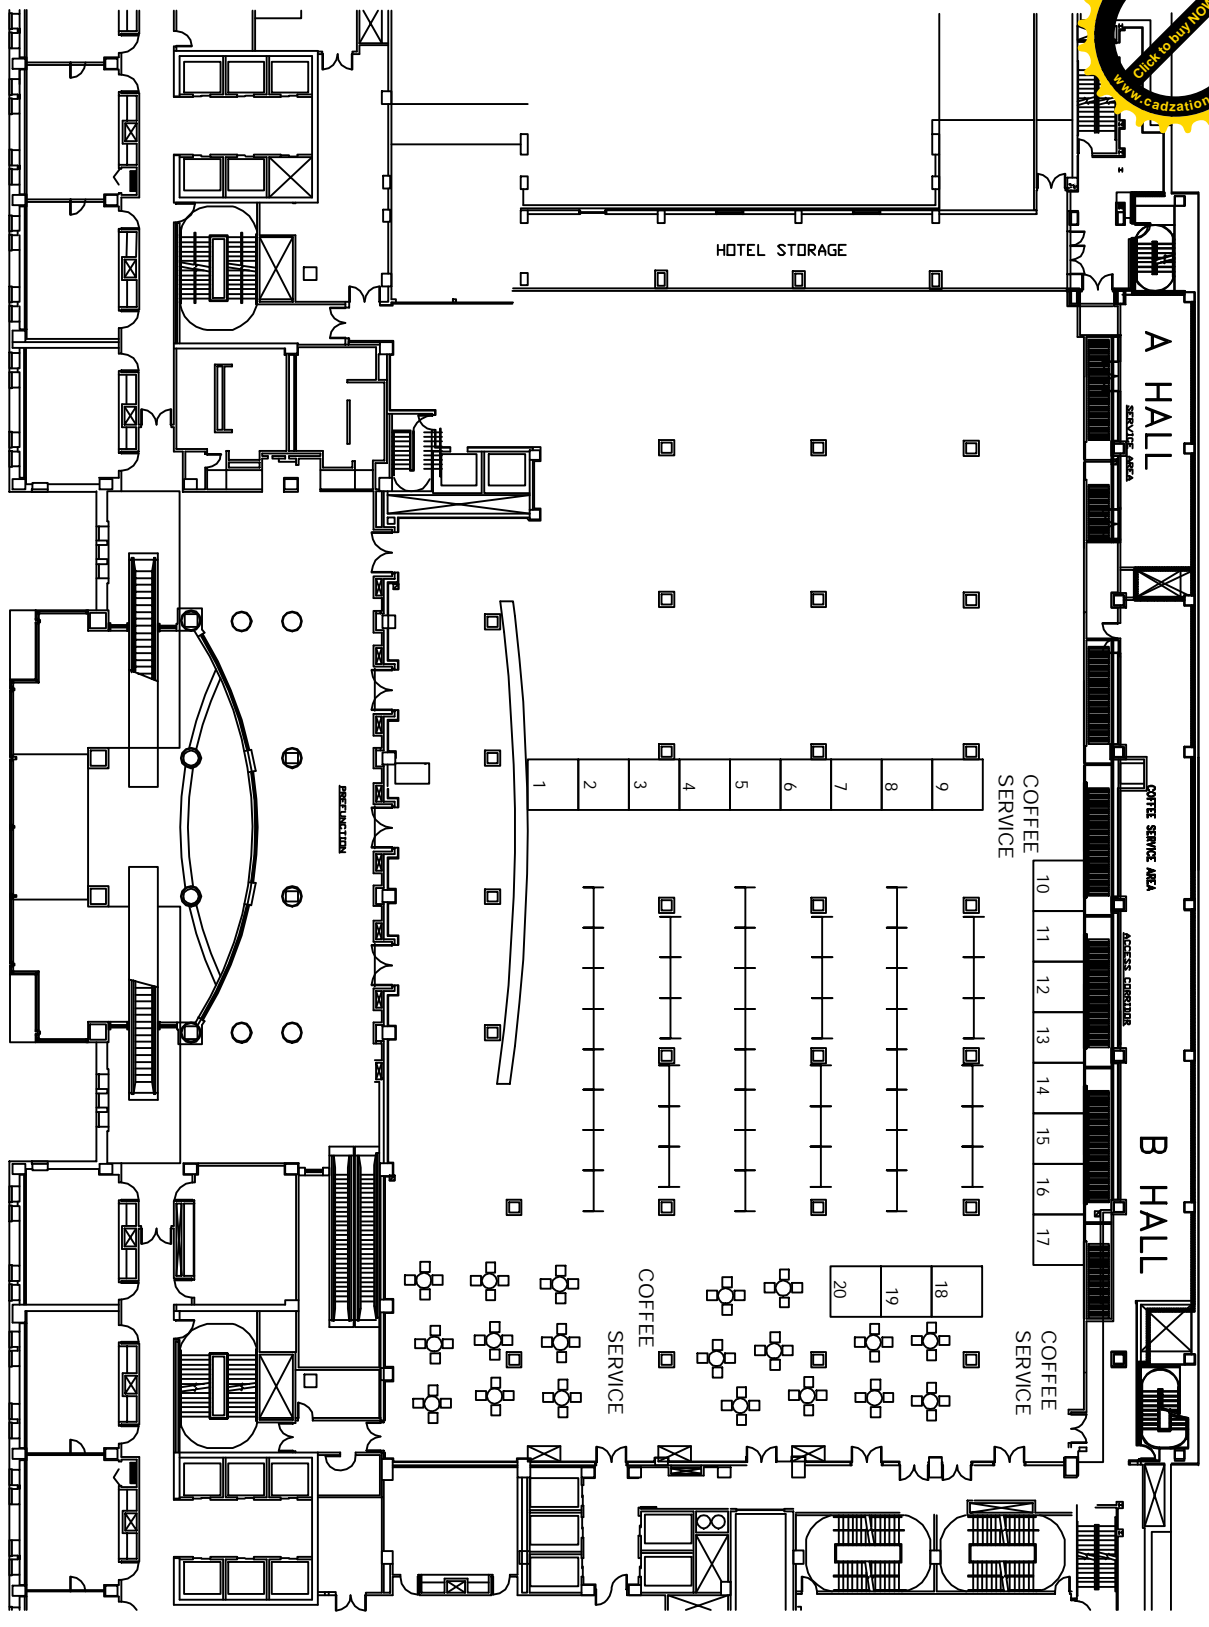 Click to buy NOW
www.cadzation
HOTEL STORAGE
A HALL
SERVICE AREA
COFFEE SERVICE AREA
ACCESS CORRIDOR
B HALL
PREFUNCTION
COFFEE
SERVICE
1
2
3
4
5
6
7
8
9
10
11
12
13
14
15
16
17
18
19
20
COFFEE
SERVICE
COFFEE
SERVICE